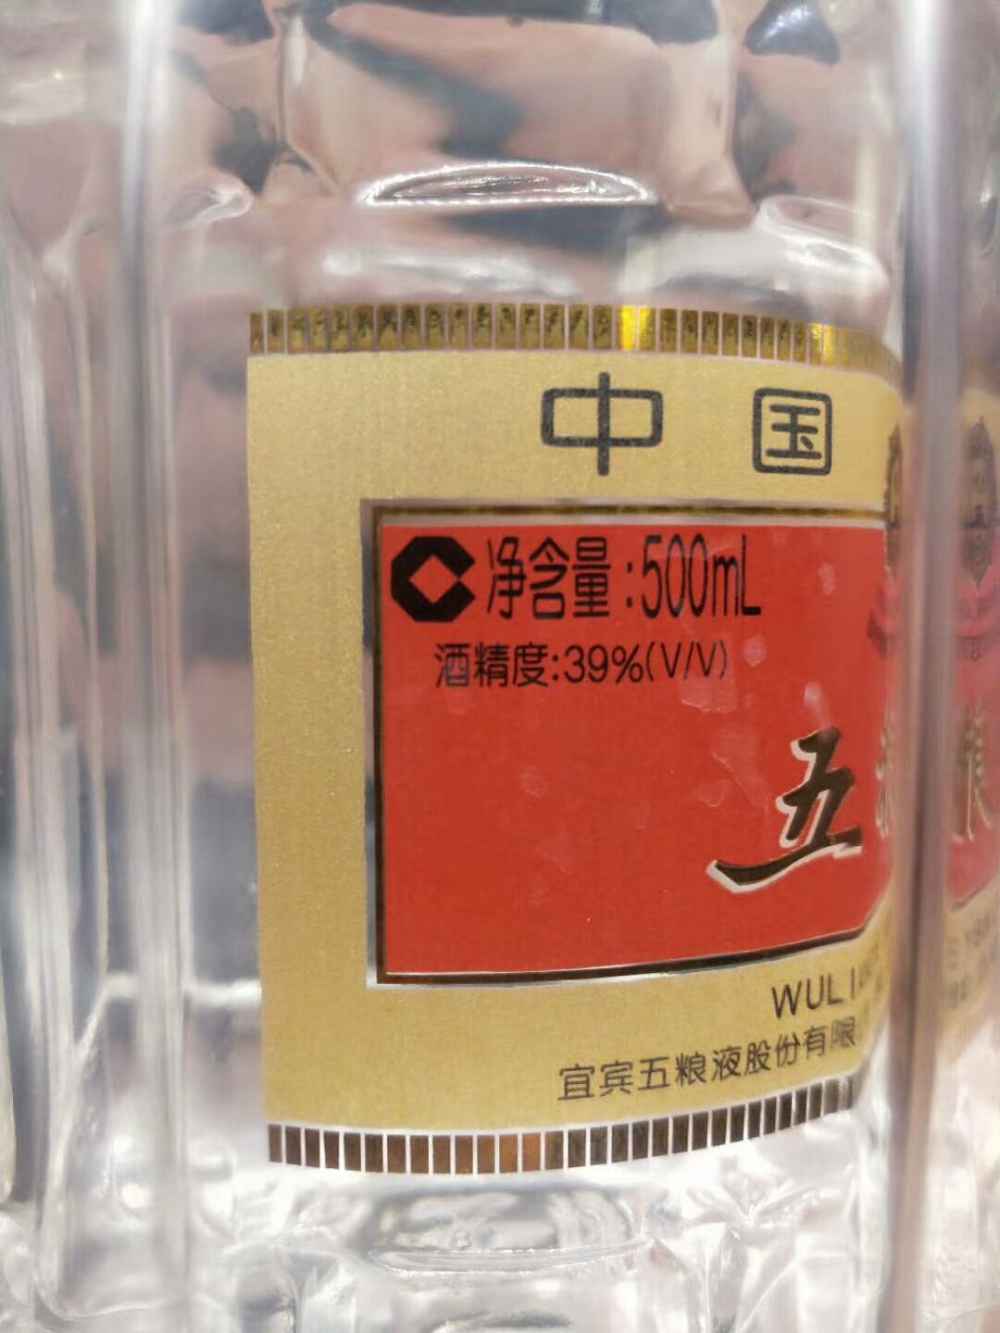 中国
净含量:500mL
酒精度:39%(V/V)
五
WUL
宜宾五粮液股份有限